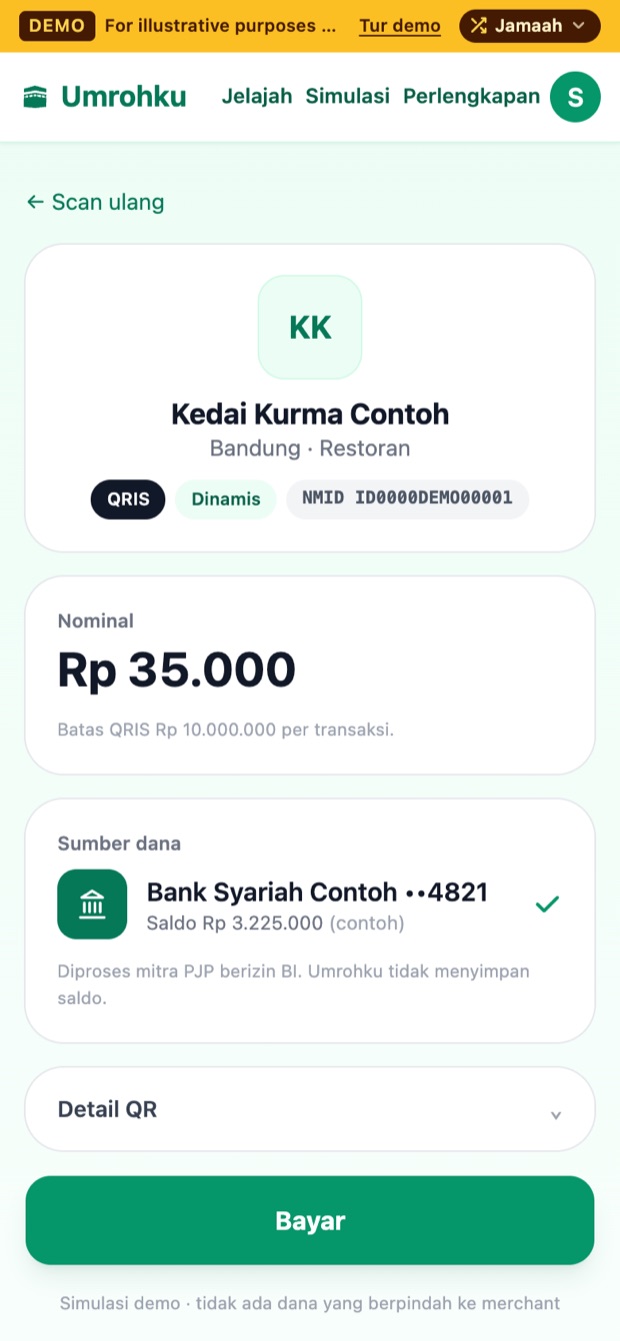 DEMO For illustrative purposes ... Tur demo Jamaah
Umrohku Jelajah Simulasi Perlengkapan S
← Scan ulang
KK
Kedai Kurma Contoh
Bandung · Restoran
QRIS Dinamis NMID ID0000DEMO00001
Nominal
Rp 35.000
Batas QRIS Rp 10.000.000 per transaksi.
Sumber dana
Bank Syariah Contoh ••4821
Saldo Rp 3.225.000 (contoh)
Diproses mitra PJP berizin BI. Umrohku tidak menyimpan
saldo.
Detail QR
Bayar
Simulasi demo · tidak ada dana yang berpindah ke merchant